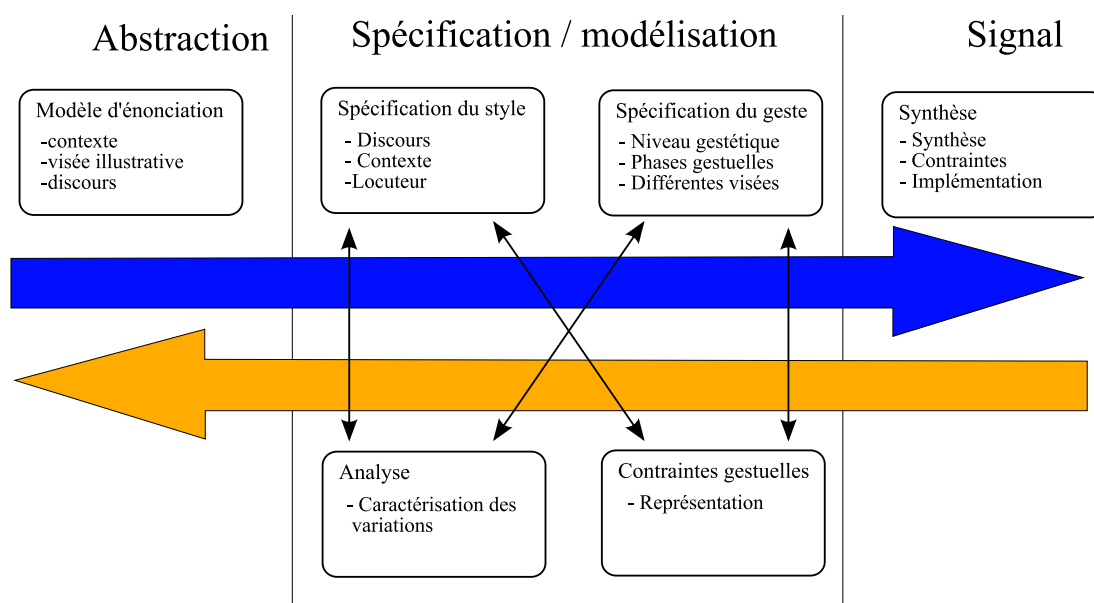 Abstraction
Spécification / modélisation
Signal
Modèle d'énonciation
-contexte
-visée illustrative
-discours
Spécification du style
- Discours
- Contexte
-Locuteur
Spécification du geste
- Niveau gestétique
- Phases gestuelles
- Différentes visées
Synthèse
- Synthèse
- Contraintes
- Implémentation
Analyse
- Caractérisation des
variations
Contraintes gestuelles
- Représentation